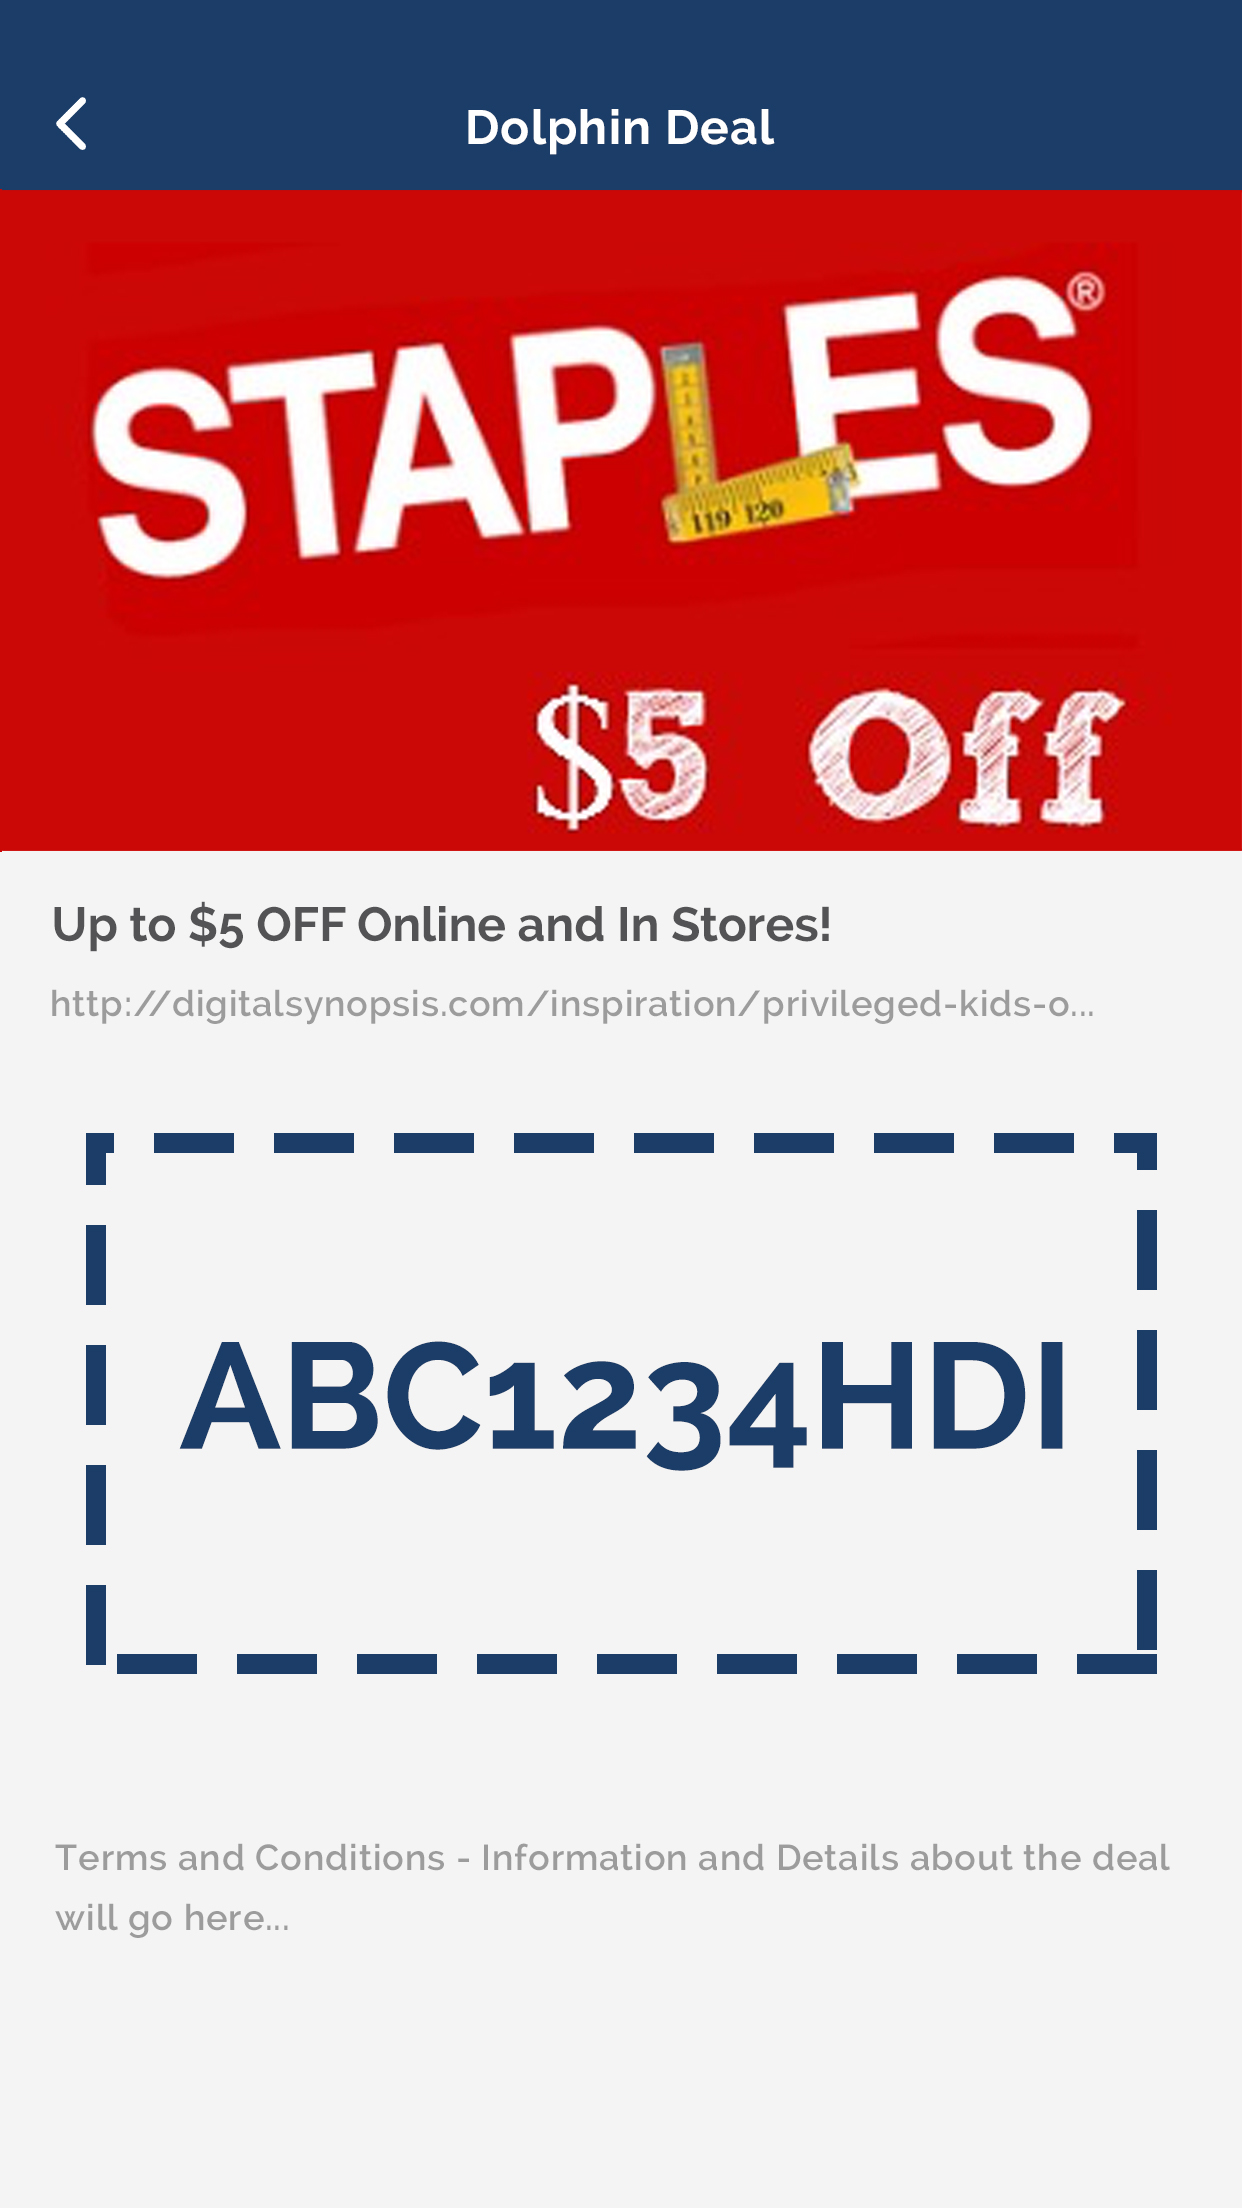 Dolphin Deal
STAPLES®
119 120
$5 Off
Up to $5 OFF Online and In Stores!
http://digitalsynopsis.com/inspiration/privileged-kids-o...
ABC1234HDI
Terms and Conditions - Information and Details about the deal
will go here...